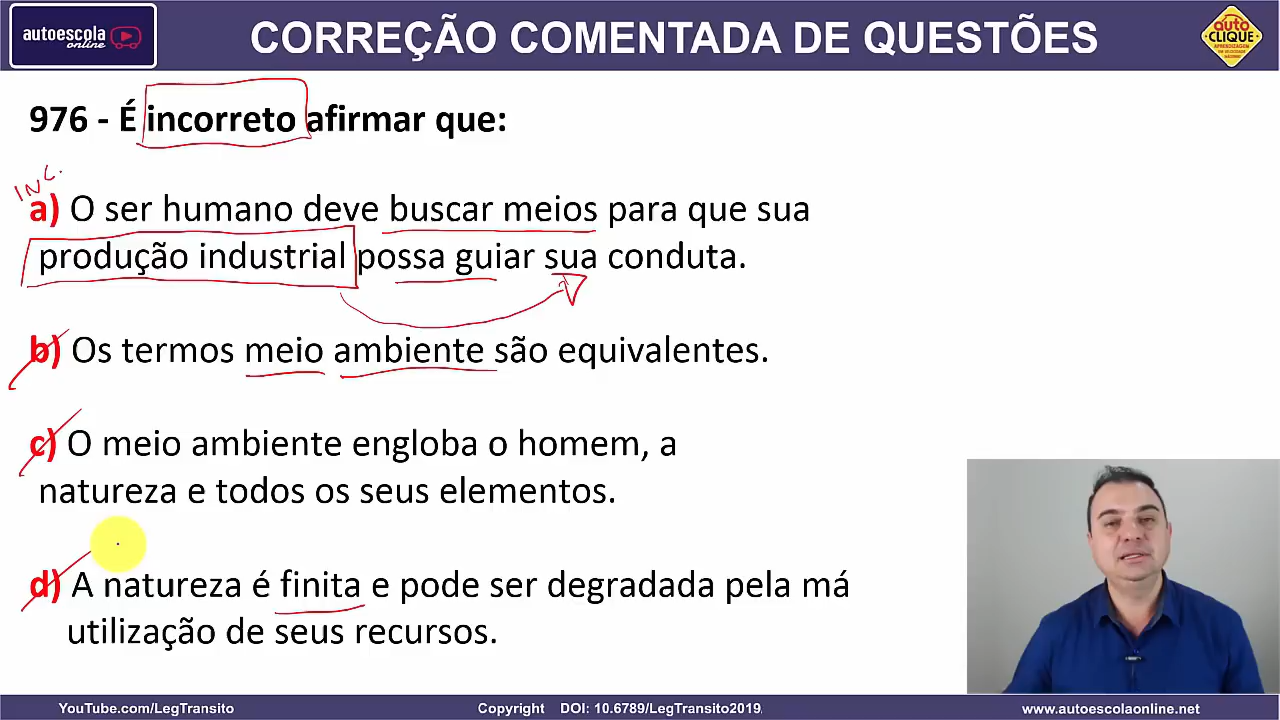 autoescola
online
CORREÇÃO COMENTADA DE QUESTÕES
auto
CLIQUE
976 - É incorreto afirmar que:
INC.
a) O ser humano deve buscar meios para que sua
produção industrial possa guiar sua conduta.
b) Os termos meio ambiente são equivalentes.
c) O meio ambiente engloba o homem, a
natureza e todos os seus elementos.
d) A natureza é finita e pode ser degradada pela má
utilização de seus recursos.
YouTube.com/LegTransito
Copyright DOI: 10.6789/LegTransito2019
www.autoescolaonline.net